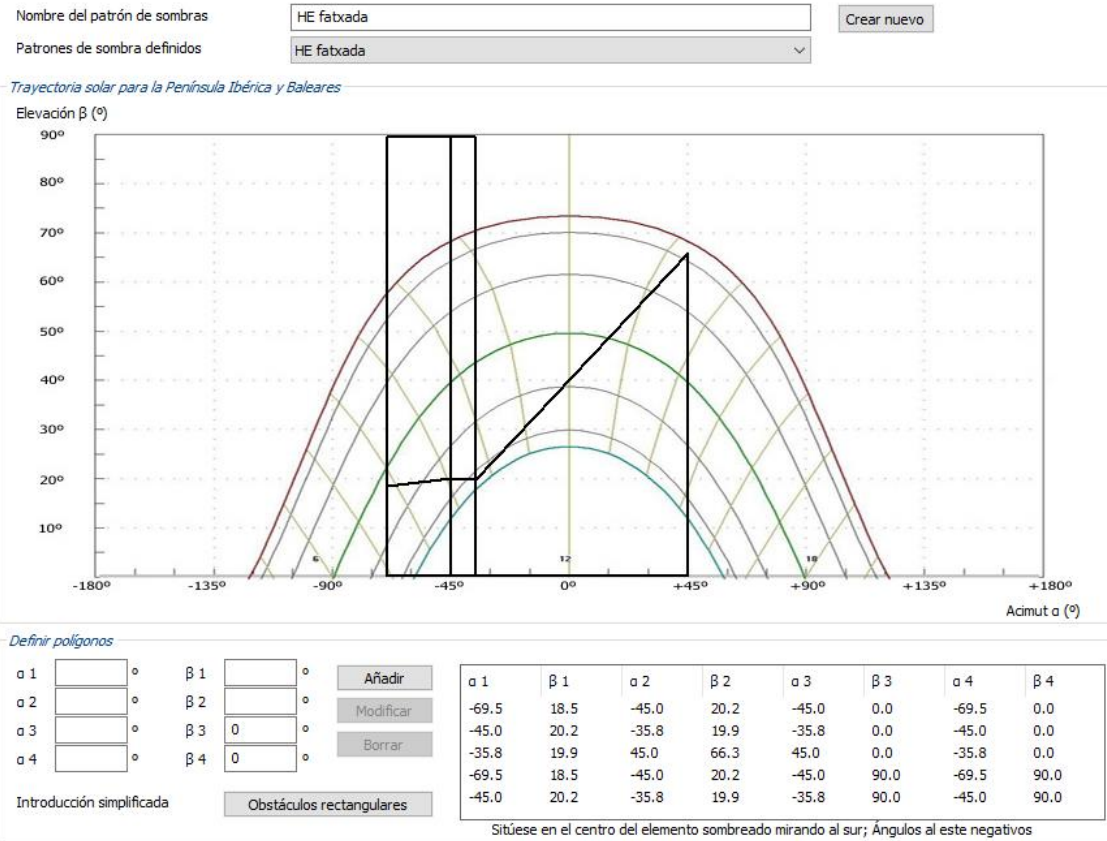 Nombre del patrón de sombras HE fatxada Crear nuevo
Patrones de sombra definidos HE fatxada
Trayectoria solar para la Península Ibérica y Baleares
Elevación β (º)
90º
80º
70º
60º
50º
40º
30º
20º
10º
6 12 18
-180º -135º -90º -45º 0º +45º +90º +135º +180º
Acimut α (º)
Definir polígonos
α 1 º β 1 º Añadir
α 2 º β 2 º Modificar
α 3 º β 3 0 º Borrar
α 4 º β 4 0 º
Introducción simplificada Obstáculos rectangulares
α 1 β 1 α 2 β 2 α 3 β 3 α 4 β 4
-69.5 18.5 -45.0 20.2 -45.0 0.0 -69.5 0.0
-45.0 20.2 -35.8 19.9 -35.8 0.0 -45.0 0.0
-35.8 19.9 45.0 66.3 45.0 0.0 -35.8 0.0
-69.5 18.5 -45.0 20.2 -45.0 90.0 -69.5 90.0
-45.0 20.2 -35.8 19.9 -35.8 90.0 -45.0 90.0
Sitúese en el centro del elemento sombreado mirando al sur; Ángulos al este negativos